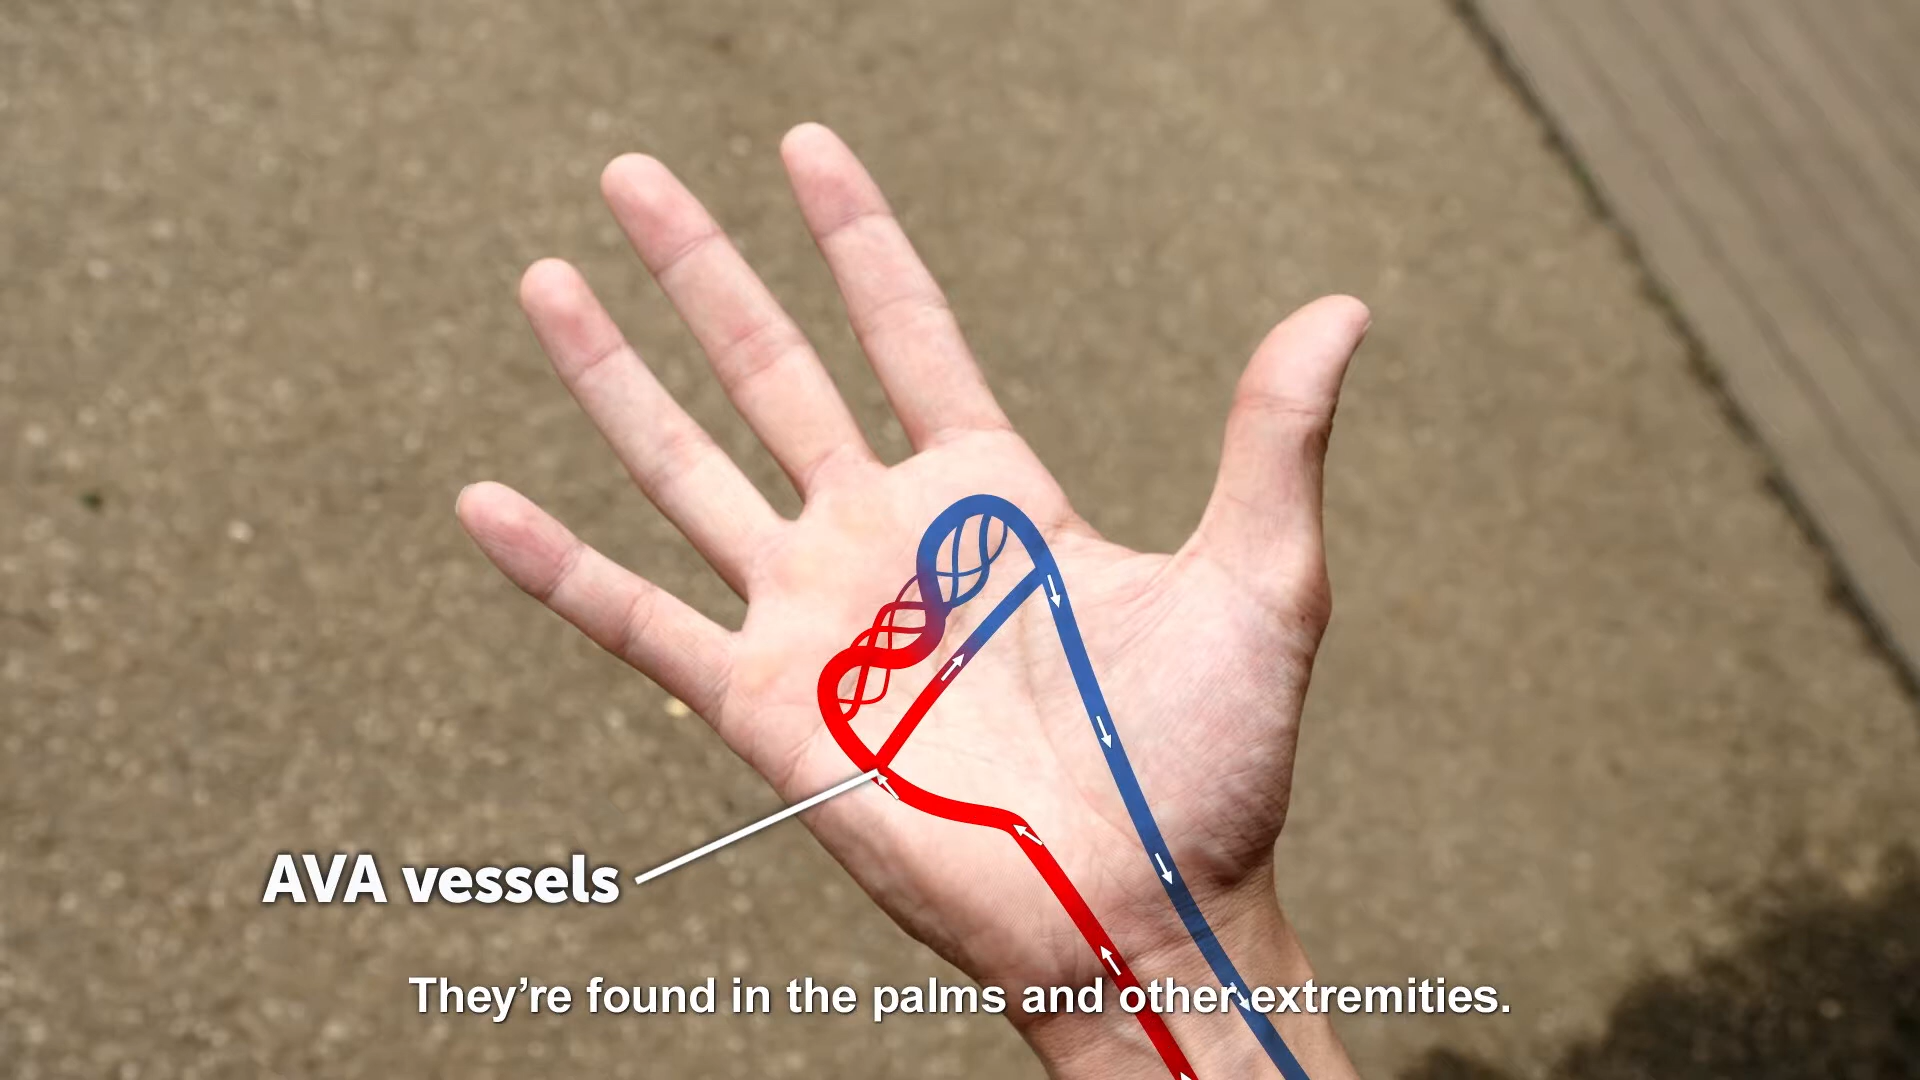 AVA vessels
They're found in the palms and other extremities.